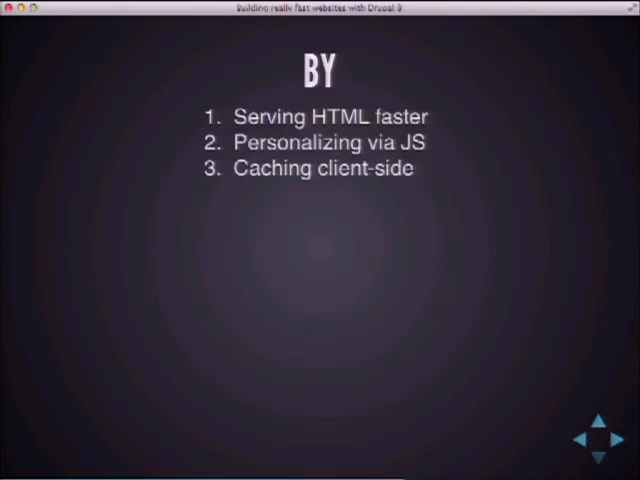 Building really fast websites with Drupal 8
BY
1. Serving HTML faster
2. Personalizing via JS
3. Caching client-side